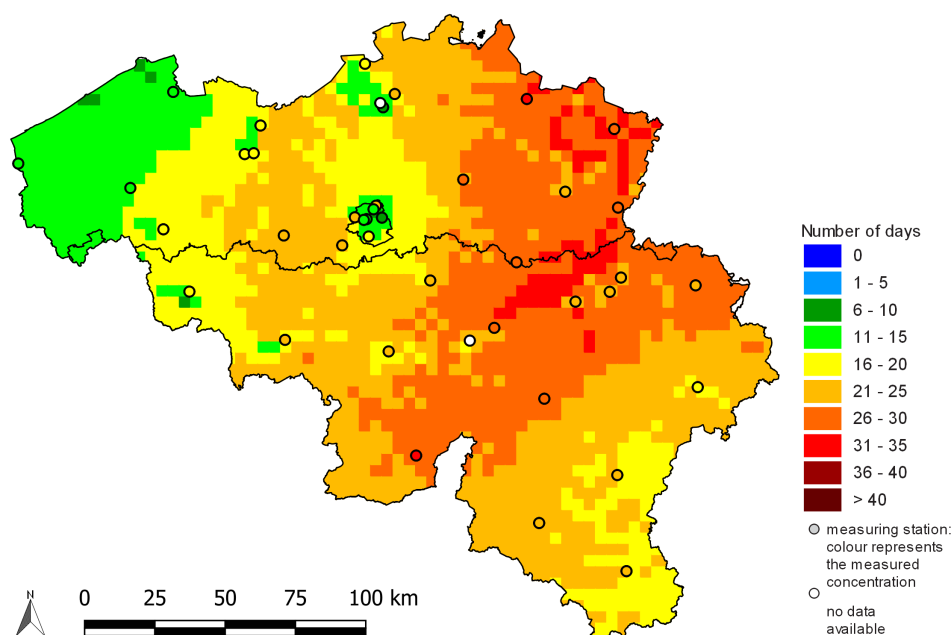 Number of days
0
1 - 5
6 - 10
11 - 15
16 - 20
21 - 25
26 - 30
31 - 35
36 - 40
> 40
measuring station:
colour represents
the measured
concentration
no data
available
N
0 25 50 75 100 km